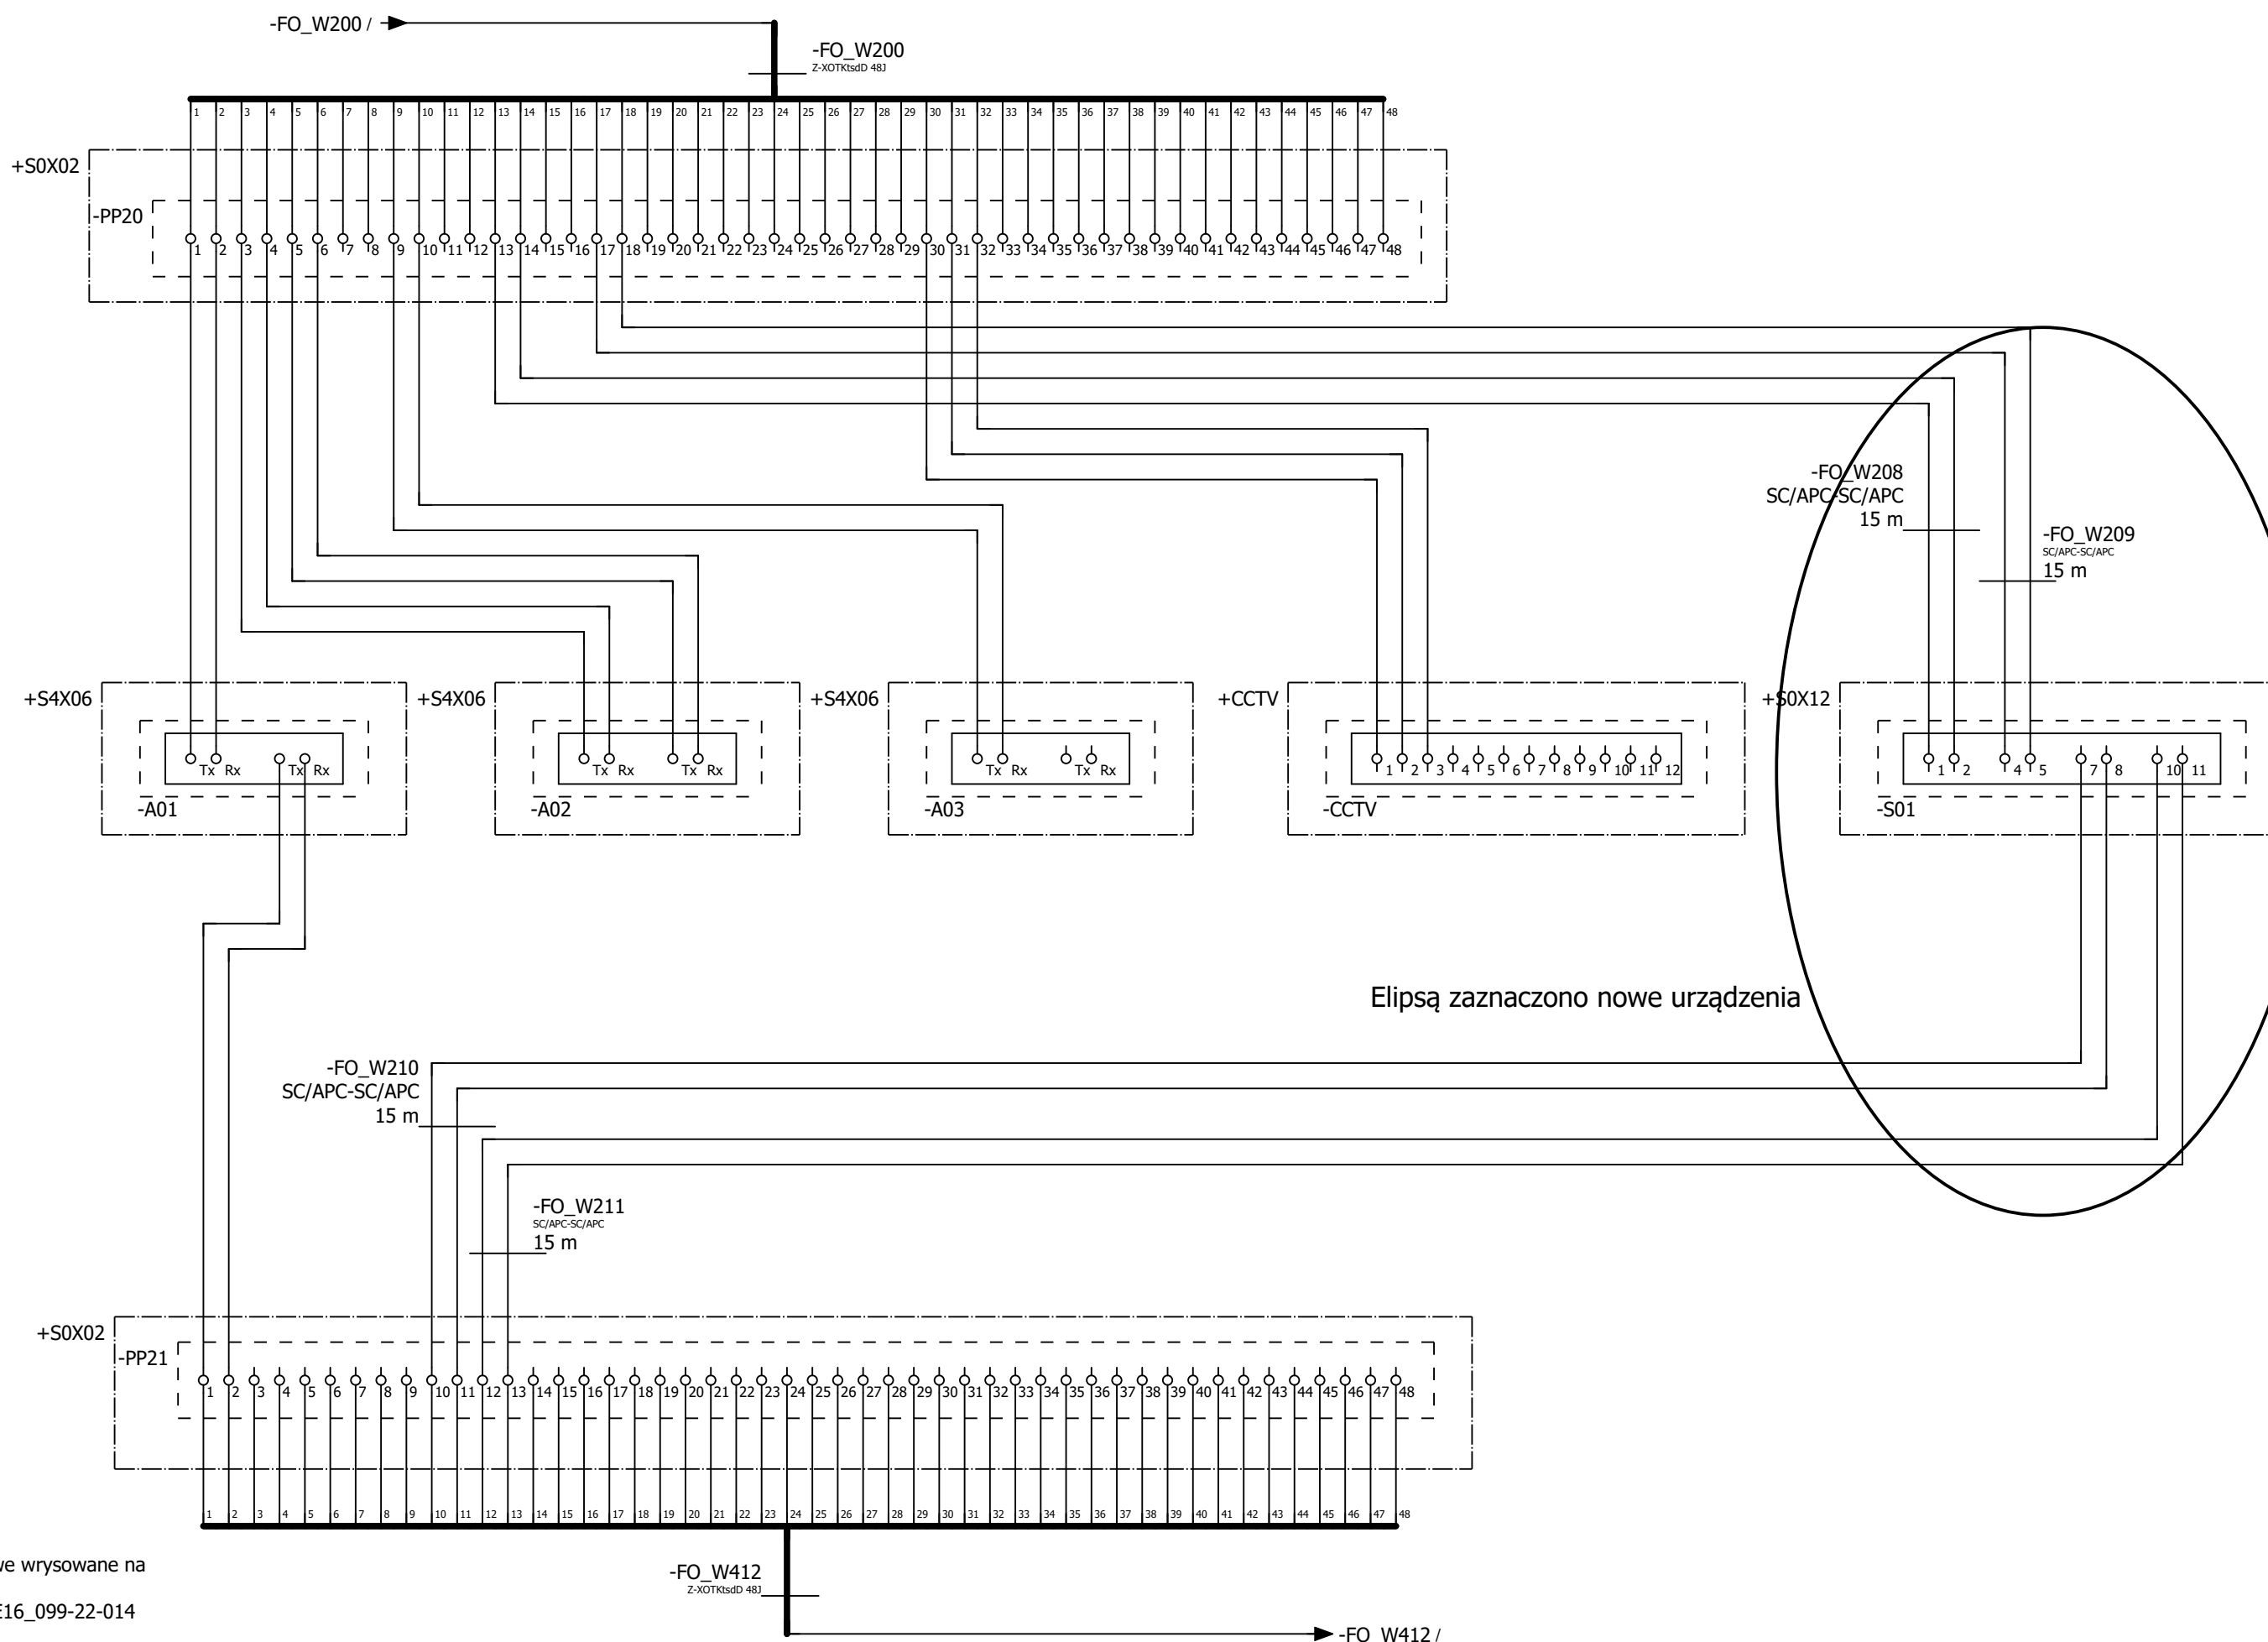 -FO_W200 /
-FO_W200
Z-XOTKtsdD 48J
1 2 3 4 5 6 7 8 9 10 11 12 13 14 15 16 17 18 19 20 21 22 23 24 25 26 27 28 29 30 31 32 33 34 35 36 37 38 39 40 41 42 43 44 45 46 47 48
+S0X02
-PP20
1 2 3 4 5 6 7 8 9 10 11 12 13 14 15 16 17 18 19 20 21 22 23 24 25 26 27 28 29 30 31 32 33 34 35 36 37 38 39 40 41 42 43 44 45 46 47 48
-FO_W208
SC/APC-SC/APC
15 m
-FO_W209
SC/APC-SC/APC
15 m
+S4X06 +S4X06 +S4X06 +CCTV +S0X12
Tx Rx Tx Rx Tx Rx Tx Rx Tx Rx Tx Rx 1 2 3 4 5 6 7 8 9 10 11 12 1 2 4 5 7 8 10 11
-A01 -A02 -A03 -CCTV -S01
Elipsą zaznaczono nowe urządzenia
-FO_W210
SC/APC-SC/APC
15 m
-FO_W211
SC/APC-SC/APC
15 m
+S0X02
-PP21
1 2 3 4 5 6 7 8 9 10 11 12 13 14 15 16 17 18 19 20 21 22 23 24 25 26 27 28 29 30 31 32 33 34 35 36 37 38 39 40 41 42 43 44 45 46 47 48
1 2 3 4 5 6 7 8 9 10 11 12 13 14 15 16 17 18 19 20 21 22 23 24 25 26 27 28 29 30 31 32 33 34 35 36 37 38 39 40 41 42 43 44 45 46 47 48
we wrysowane na
E16_099-22-014
-FO_W412
Z-XOTKtsdD 48J
-FO_W412 /